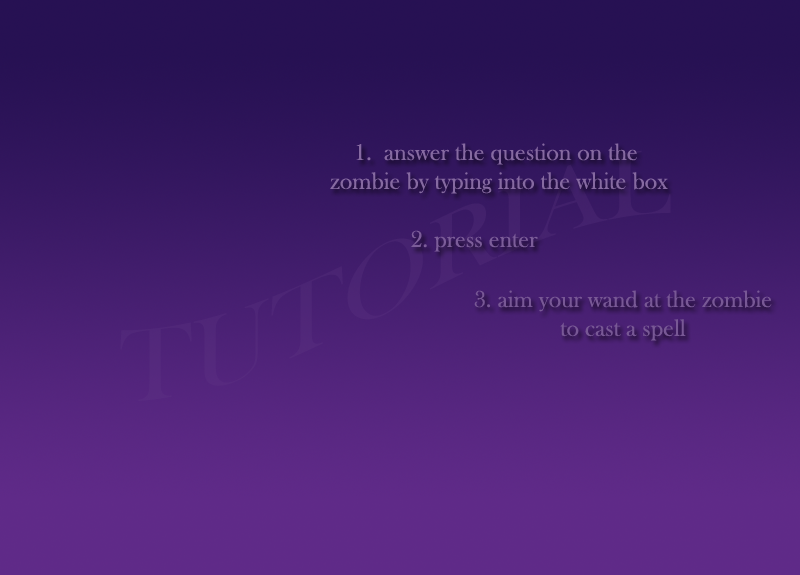 1. answer the question on the
zombie by typing into the white box
TUTORIAL
2. press enter
3. aim your wand at the zombie
to cast a spell